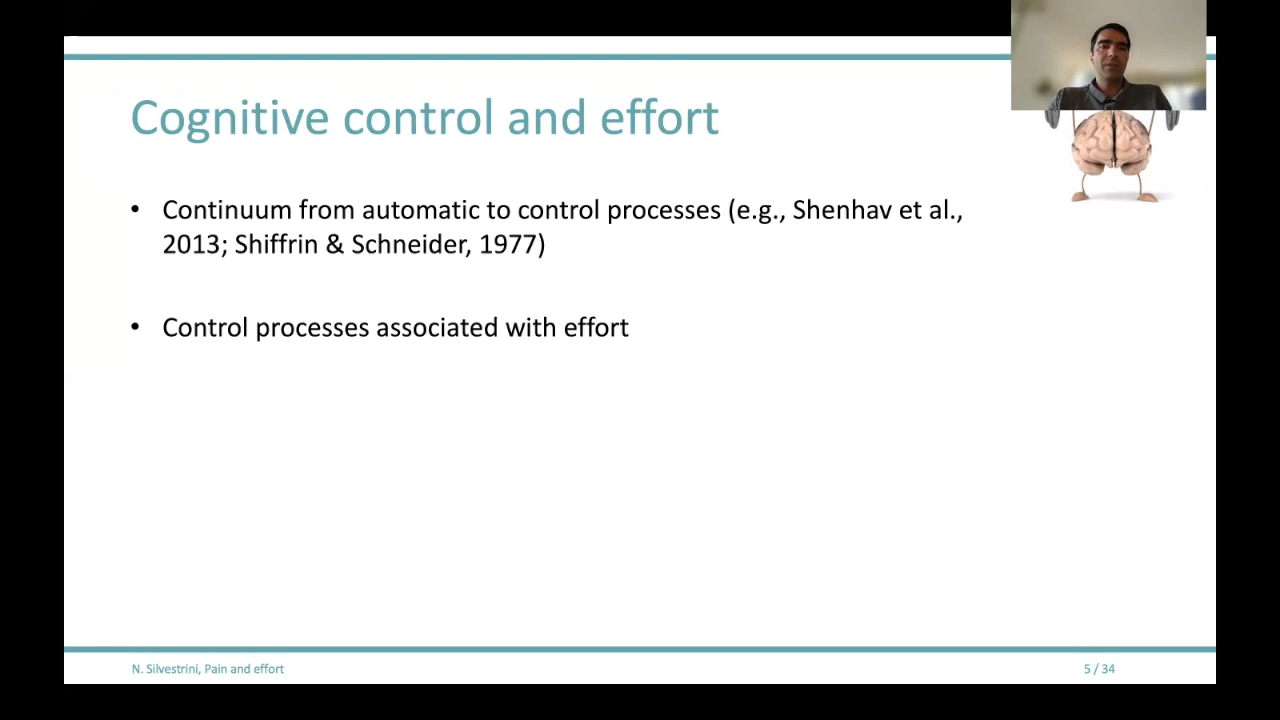 Cognitive control and effort
• Continuum from automatic to control processes (e.g., Shenhav et al.,
2013; Shiffrin & Schneider, 1977)
• Control processes associated with effort
N. Silvestrini, Pain and effort
5 / 34